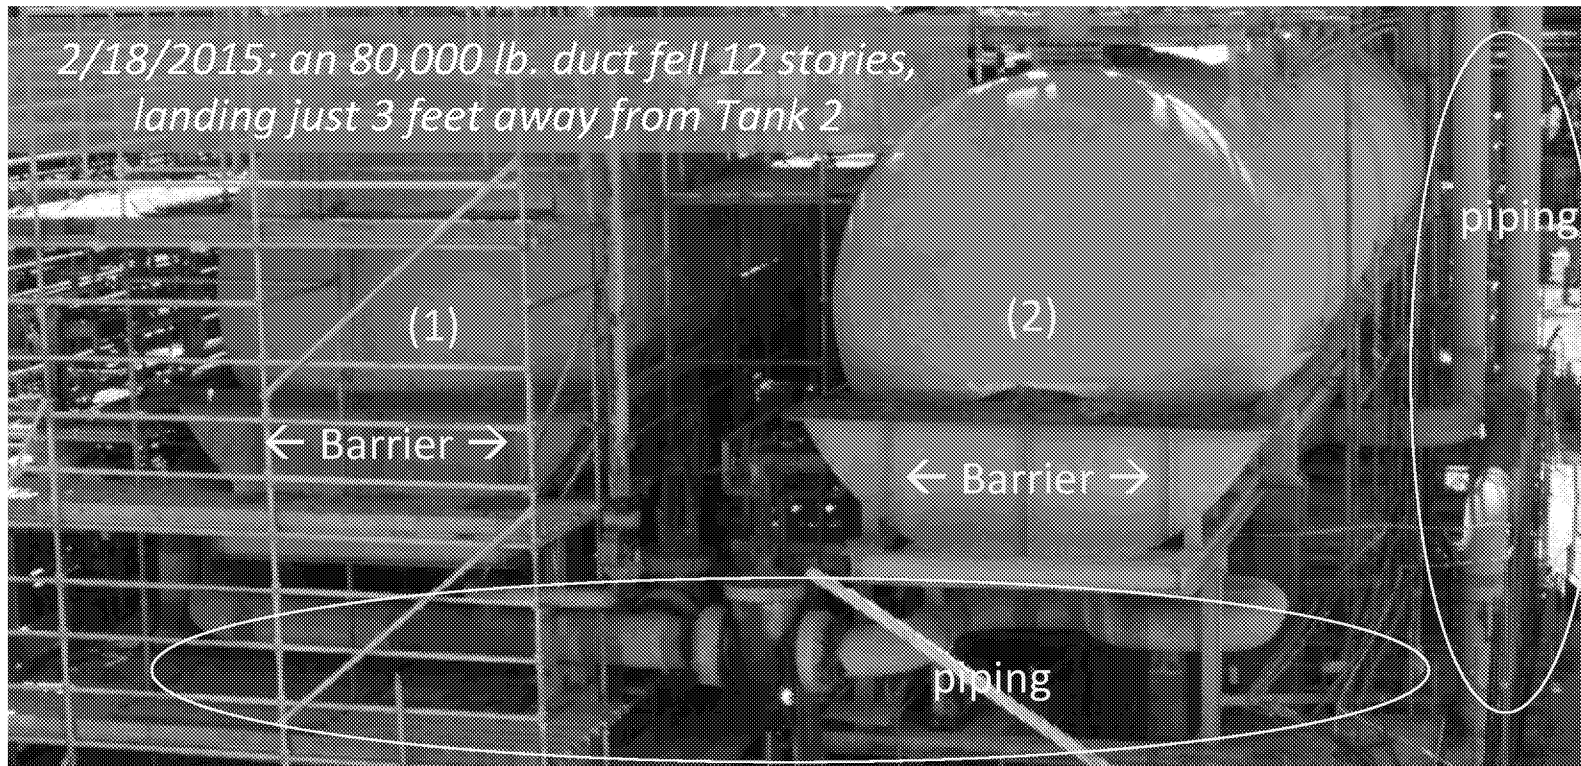 2/18/2015: an 80,000 lb. duct fell 12 stories,
landing just 3 feet away from Tank 2
piping
(1)
(2)
← Barrier →
← Barrier →
piping